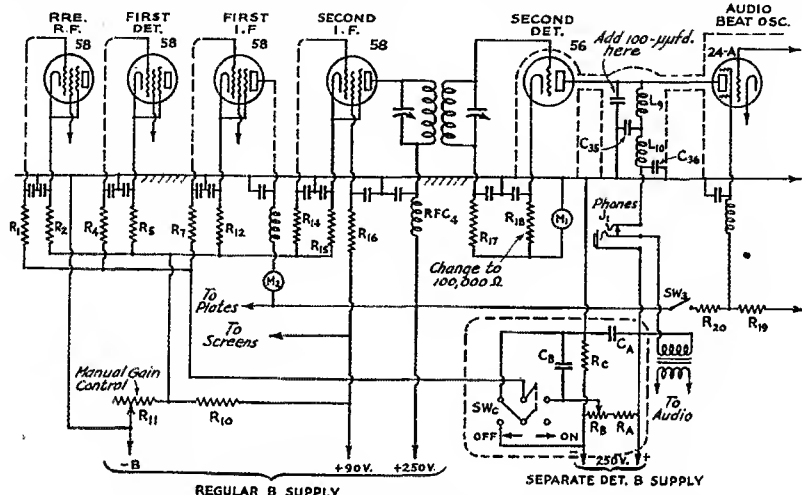 PRE.
R.F.
58
FIRST
DET.
58
FIRST
I.F
58
SECOND
I.F.
58
SECOND
DET.
56
Add 100-μμfd.
here
AUDIO
BEAT OSC.
24-A
L9
C35
L10
C36
R1
R2
R4
R5
R7
R12
R14
R15
R16
RFC4
R17
R18
M1
Phones
J1
Change to
100,000 Ω
M2
To
Plates
To
Screens
SW3
R20
R19
CA
CB
RC
SWC
RB
RA
OFF
ON
To
Audio
Manual Gain
Control
R11
R10
-B
+90V.
+250V.
- 250V. +
REGULAR B SUPPLY
SEPARATE DET. B SUPPLY